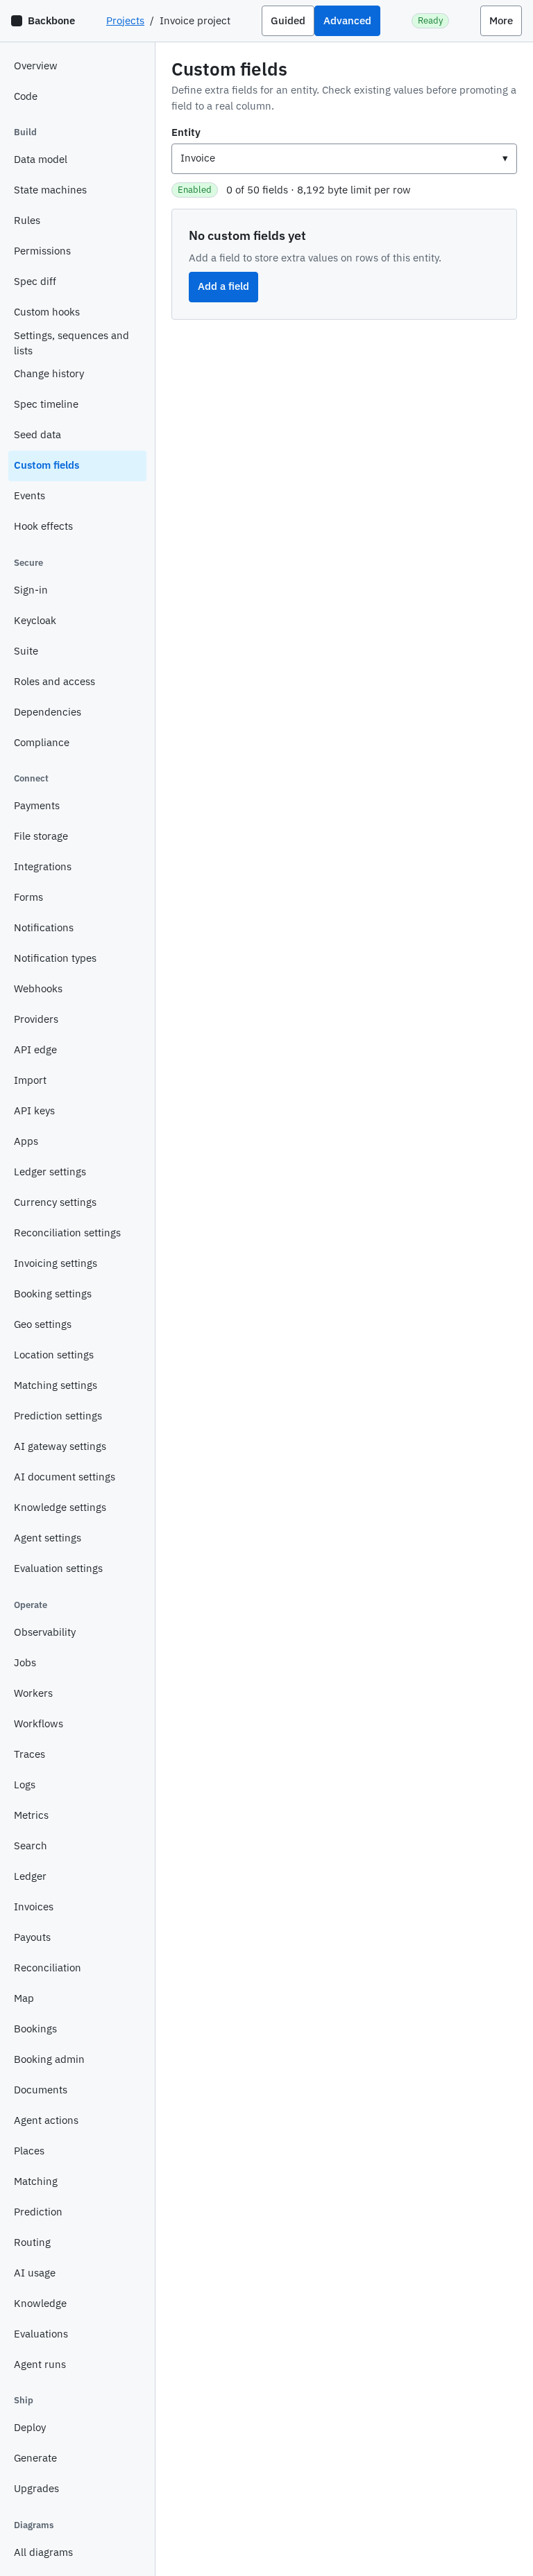 Backbone
Projects / Invoice project
Guided
Advanced
Ready
More
Overview
Code
Build
Data model
State machines
Rules
Permissions
Spec diff
Custom hooks
Settings, sequences and
lists
Change history
Spec timeline
Seed data
Custom fields
Events
Hook effects
Secure
Sign-in
Keycloak
Suite
Roles and access
Dependencies
Compliance
Connect
Payments
File storage
Integrations
Forms
Notifications
Notification types
Webhooks
Providers
API edge
Import
API keys
Apps
Ledger settings
Currency settings
Reconciliation settings
Invoicing settings
Booking settings
Geo settings
Location settings
Matching settings
Prediction settings
AI gateway settings
AI document settings
Knowledge settings
Agent settings
Evaluation settings
Operate
Observability
Jobs
Workers
Workflows
Traces
Logs
Metrics
Search
Ledger
Invoices
Payouts
Reconciliation
Map
Bookings
Booking admin
Documents
Agent actions
Places
Matching
Prediction
Routing
AI usage
Knowledge
Evaluations
Agent runs
Ship
Deploy
Generate
Upgrades
Diagrams
All diagrams
Custom fields
Define extra fields for an entity. Check existing values before promoting a
field to a real column.
Entity
Invoice
Enabled
0 of 50 fields · 8,192 byte limit per row
No custom fields yet
Add a field to store extra values on rows of this entity.
Add a field